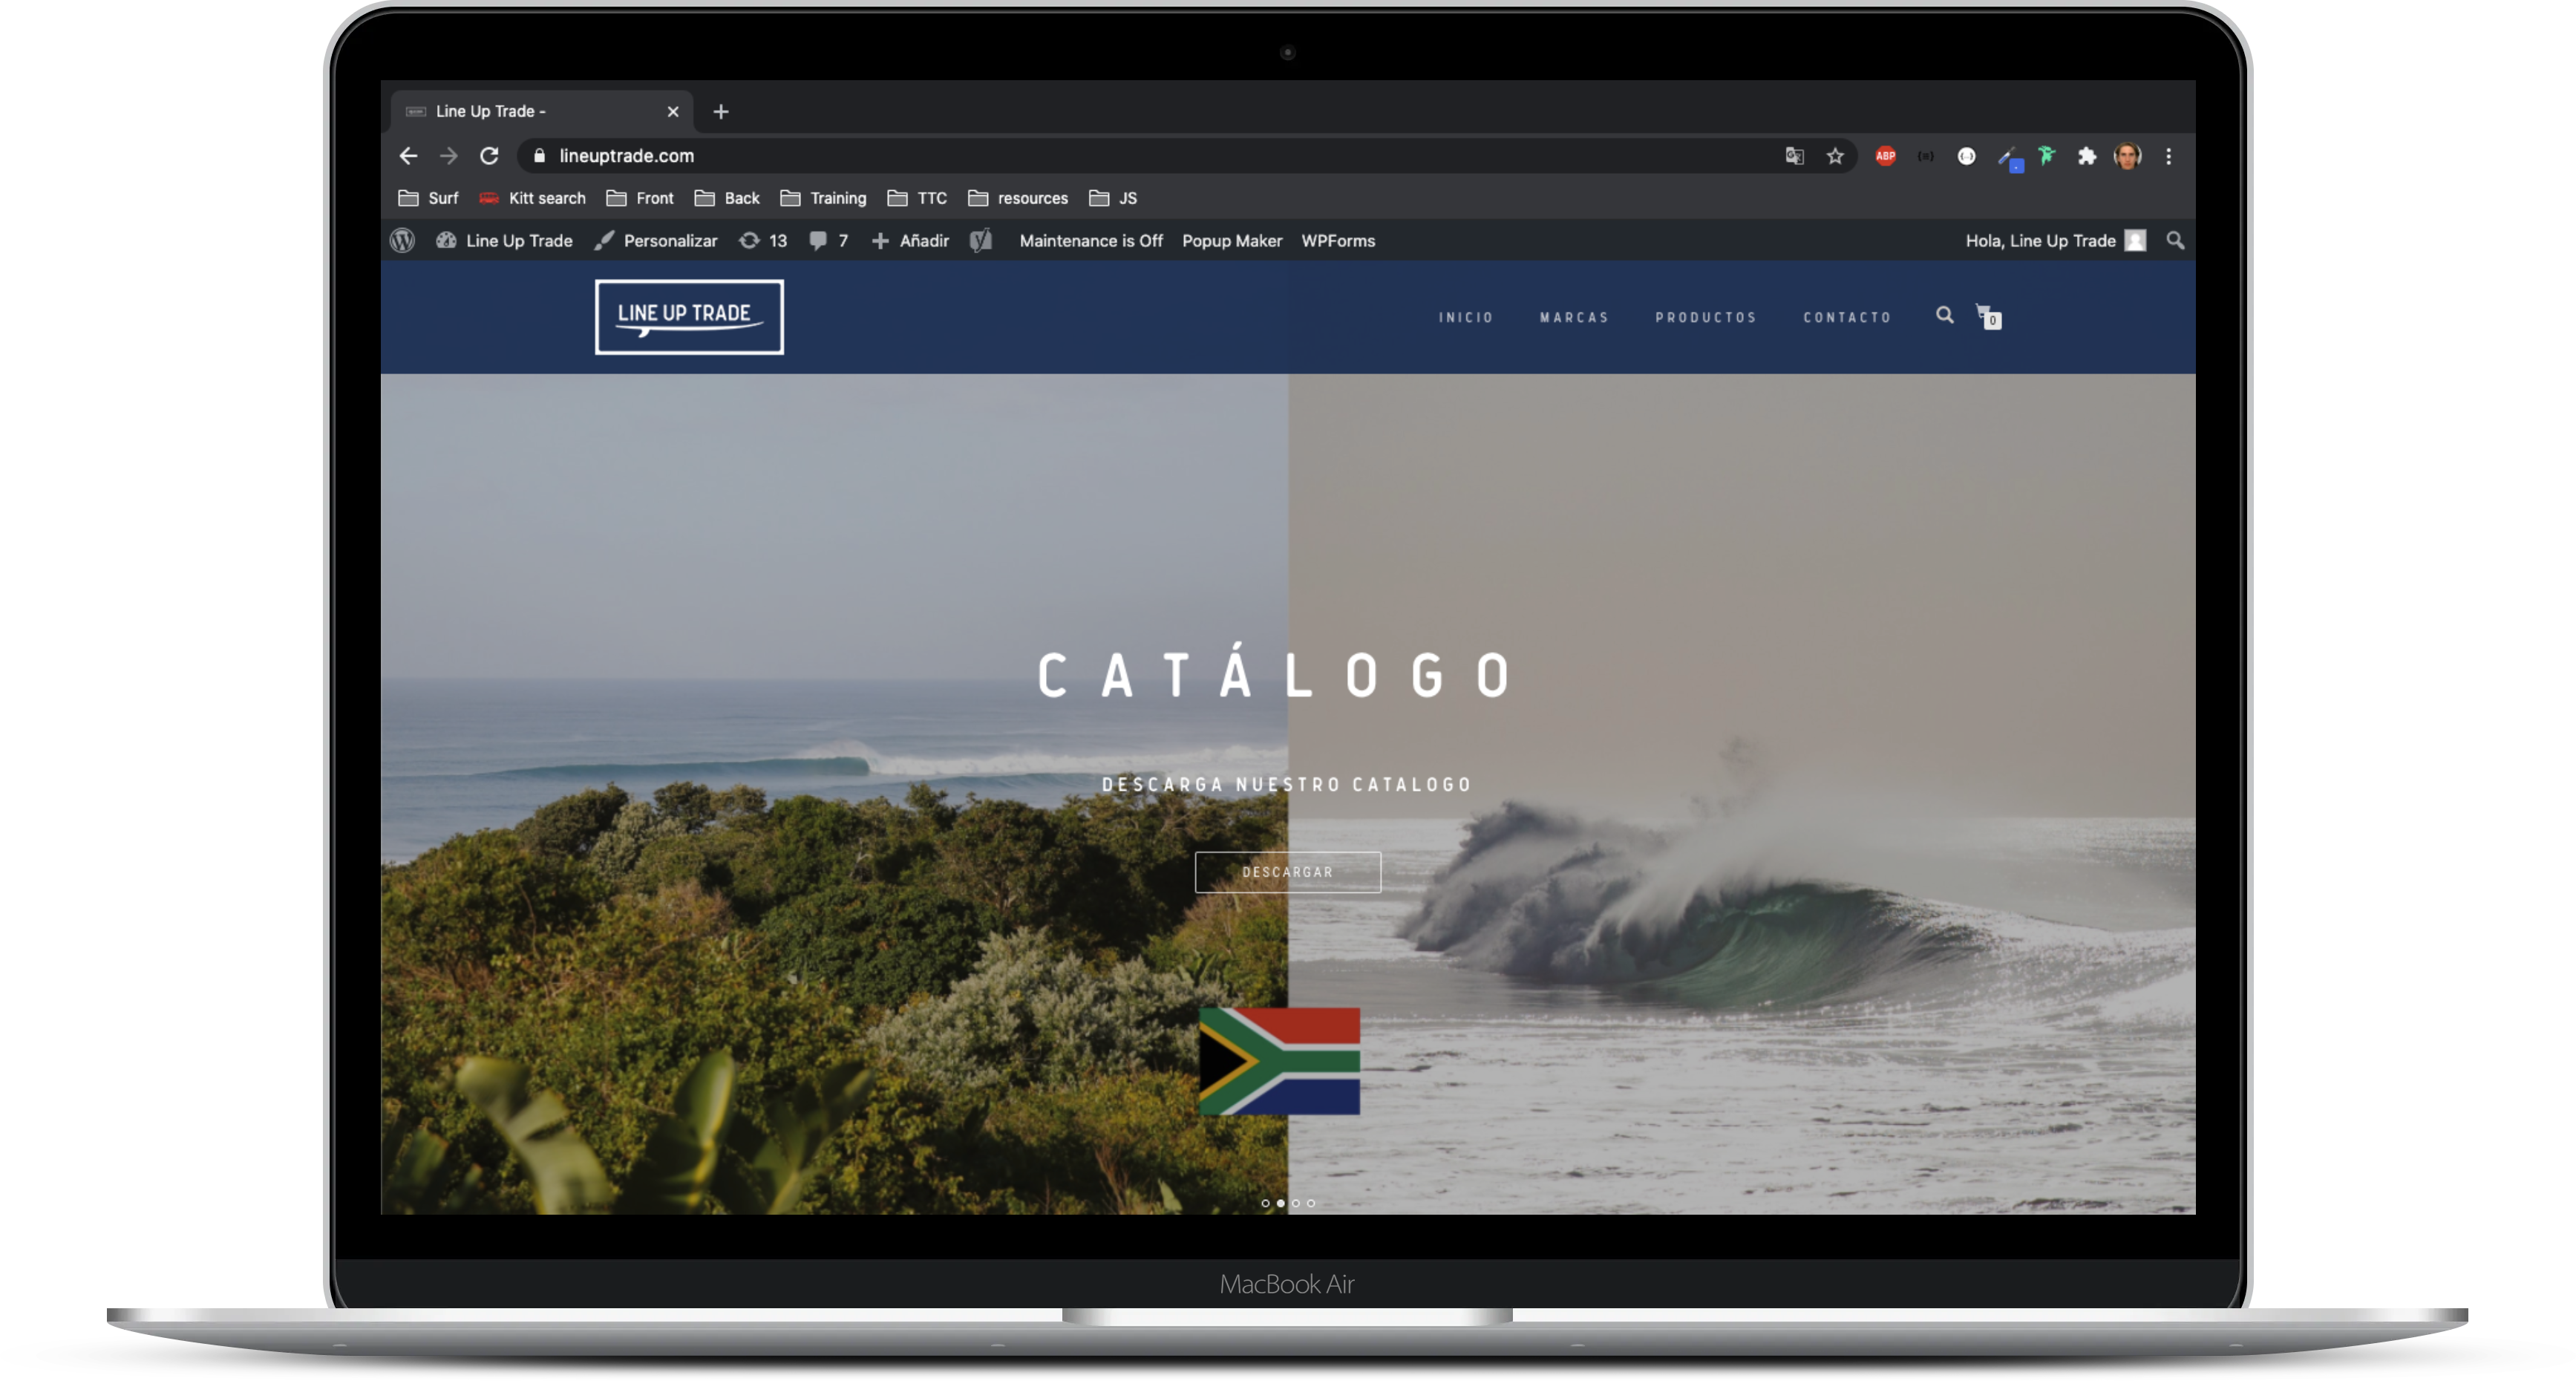 Line Up Trade -
lineuptrade.com
ABP
Surf Kitt search Front Back Training TTC resources JS
Line Up Trade Personalizar 13 7 + Añadir Maintenance is Off Popup Maker WPForms Hola, Line Up Trade
LINE UP TRADE
INICIO MARCAS PRODUCTOS CONTACTO 0
CATÁLOGO
DESCARGA NUESTRO CATALOGO
DESCARGAR
MacBook Air